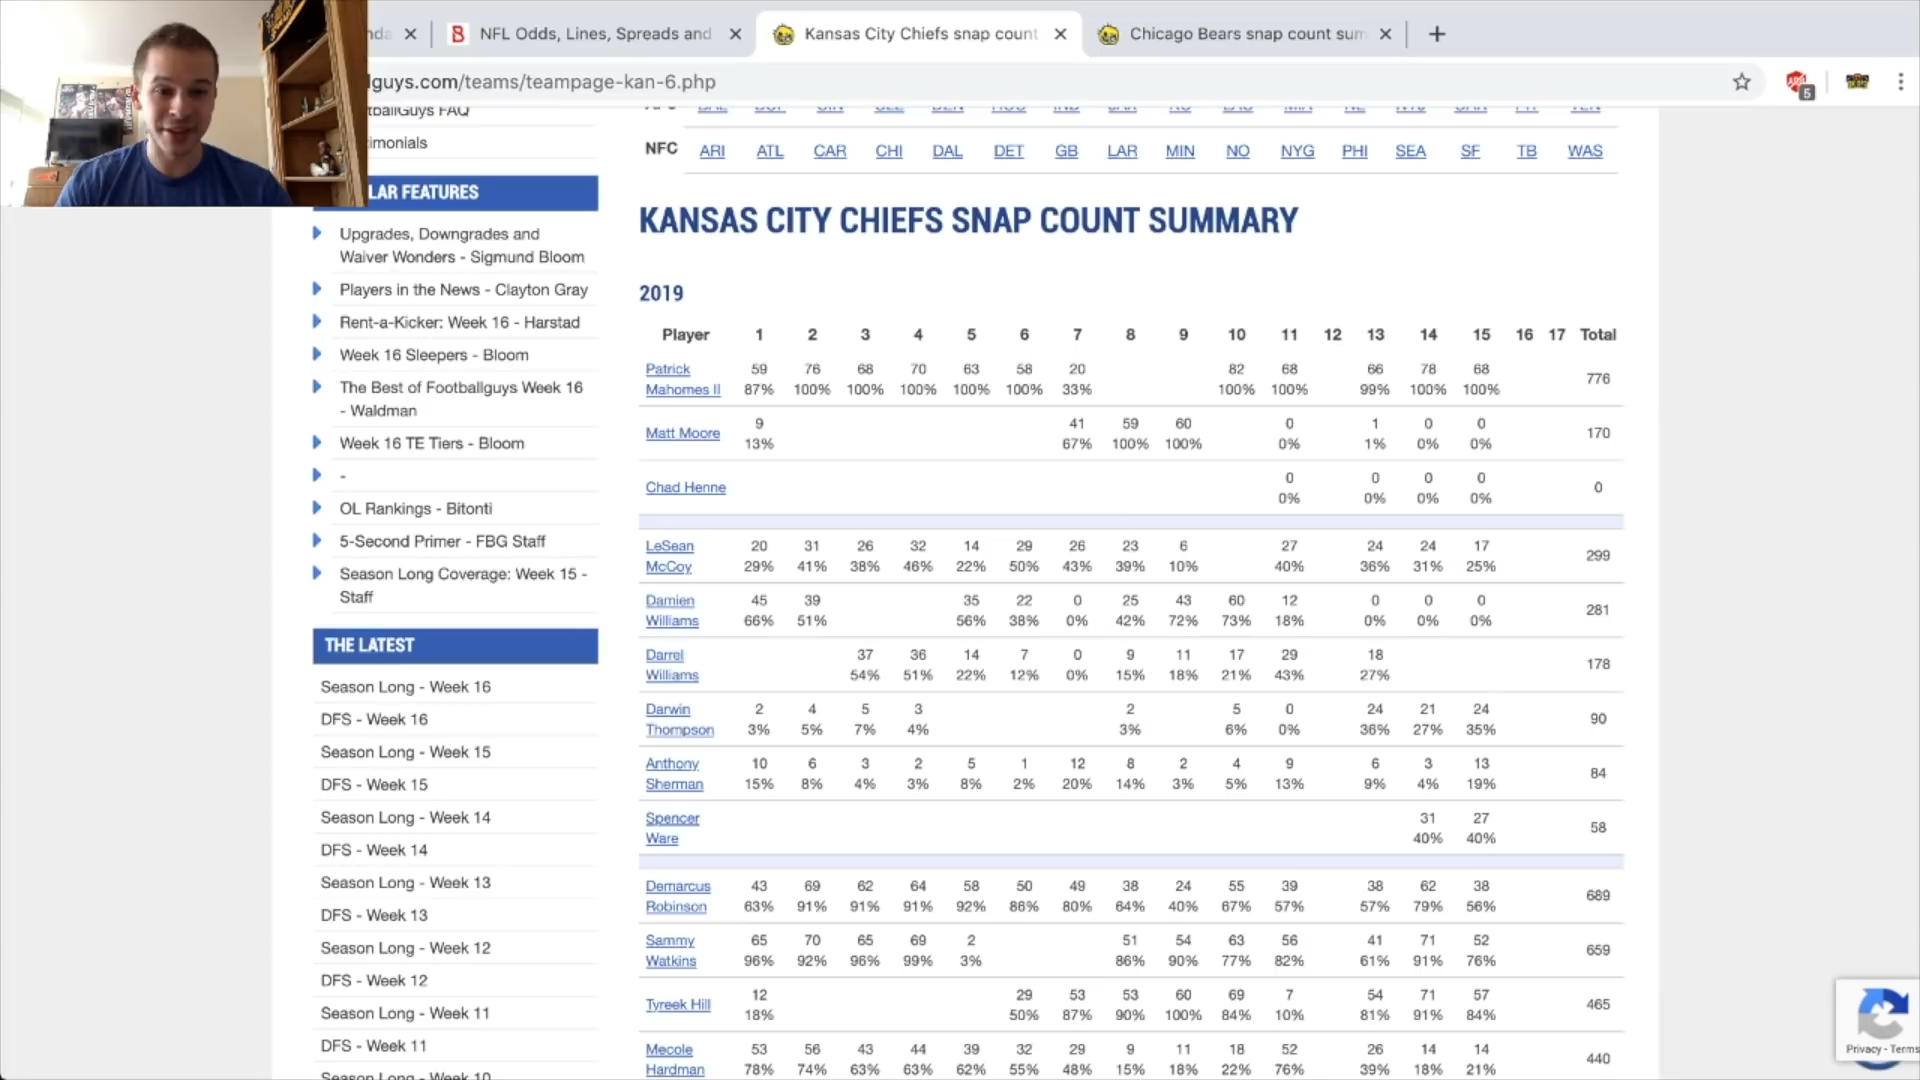 NFL Odds, Lines, Spreads and
Kansas City Chiefs snap count
Chicago Bears snap count sum
lguys.com/teams/teampage-kan-6.php
5
tballGuys FAQ
timonials
NFC ARI ATL CAR CHI DAL DET GB LAR MIN NO NYG PHI SEA SF TB WAS
LAR FEATURES
Upgrades, Downgrades and
Waiver Wonders - Sigmund Bloom
Players in the News - Clayton Gray
Rent-a-Kicker: Week 16 - Harstad
Week 16 Sleepers - Bloom
The Best of Footballguys Week 16
- Waldman
Week 16 TE Tiers - Bloom
-
OL Rankings - Bitonti
5-Second Primer - FBG Staff
Season Long Coverage: Week 15 -
Staff
THE LATEST
Season Long - Week 16
DFS - Week 16
Season Long - Week 15
DFS - Week 15
Season Long - Week 14
DFS - Week 14
Season Long - Week 13
DFS - Week 13
Season Long - Week 12
DFS - Week 12
Season Long - Week 11
DFS - Week 11
Season Long - Week 10
KANSAS CITY CHIEFS SNAP COUNT SUMMARY
2019
Player 1 2 3 4 5 6 7 8 9 10 11 12 13 14 15 16 17 Total
Patrick 59 76 68 70 63 58 20 82 68 66 78 68
Mahomes II 87% 100% 100% 100% 100% 100% 33% 100% 100% 99% 100% 100%
776
9 41 59 60 0 1 0 0
Matt Moore 170
13% 67% 100% 100% 0% 1% 0% 0%
0 0 0 0
Chad Henne 0
0% 0% 0% 0%
LeSean 20 31 26 32 14 29 26 23 6 27 24 24 17
McCoy 29% 41% 38% 46% 22% 50% 43% 39% 10% 40% 36% 31% 25%
299
Damien 45 39 35 22 0 25 43 60 12 0 0 0
Williams 66% 51% 56% 38% 0% 42% 72% 73% 18% 0% 0% 0%
281
Darrel 37 36 14 7 0 9 11 17 29 18
Williams 54% 51% 22% 12% 0% 15% 18% 21% 43% 27%
178
Darwin 2 4 5 3 2 5 0 24 21 24
Thompson 3% 5% 7% 4% 3% 6% 0% 36% 27% 35%
90
Anthony 10 6 3 2 5 1 12 8 2 4 9 6 3 13
Sherman 15% 8% 4% 3% 8% 2% 20% 14% 3% 5% 13% 9% 4% 19%
84
Spencer 31 27
Ware 40% 40%
58
Demarcus 43 69 62 64 58 50 49 38 24 55 39 38 62 38
Robinson 63% 91% 91% 91% 92% 86% 80% 64% 40% 67% 57% 57% 79% 56%
689
Sammy 65 70 65 69 2 51 54 63 56 41 71 52
Watkins 96% 92% 96% 99% 3% 86% 90% 77% 82% 61% 91% 76%
659
12 29 53 53 60 69 7 54 71 57
Tyreek Hill 465
18% 50% 87% 90% 100% 84% 10% 81% 91% 84%
Mecole 53 56 43 44 39 32 29 9 11 18 52 26 14 14
Hardman 78% 74% 63% 63% 62% 55% 48% 15% 18% 22% 76% 39% 18% 21%
440
Privacy - Terms